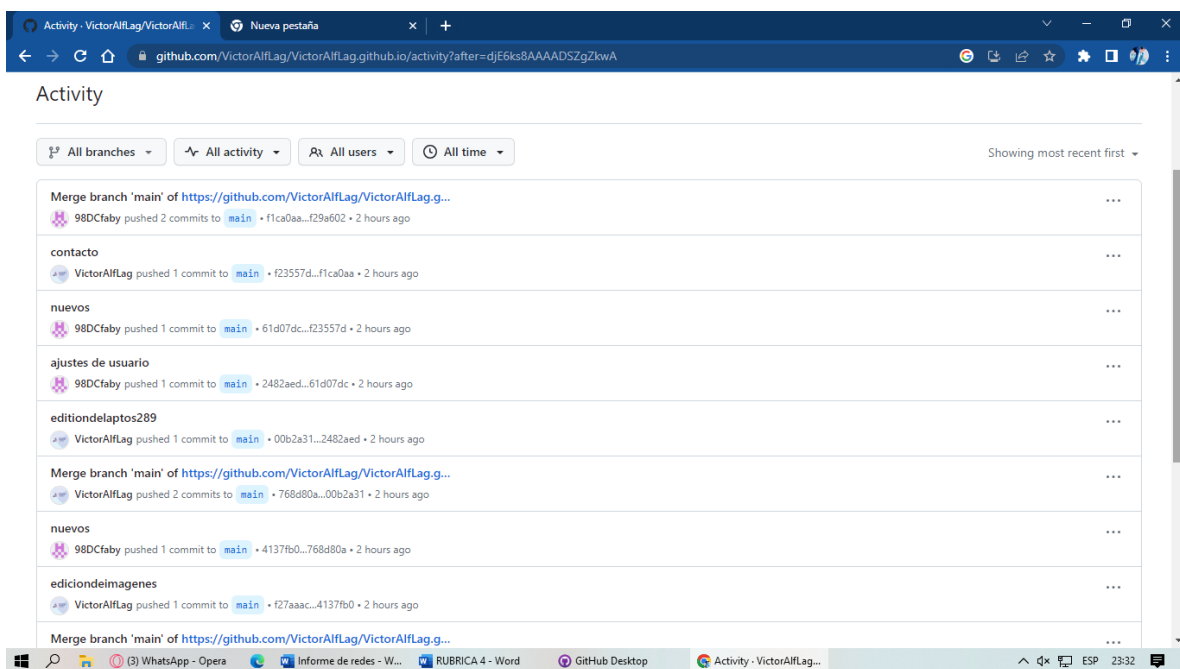 Activity · VictorAlfLag/VictorAlfLa
Nueva pestaña
github.com/VictorAlfLag/VictorAlfLag.github.io/activity?after=djE6ks8AAAADSZgZkwA
Activity
All branches
All activity
All users
All time
Showing most recent first
Merge branch 'main' of https://github.com/VictorAlfLag/VictorAlfLag.g...
98DCfaby pushed 2 commits to main • f1ca0aa...f29a602 • 2 hours ago
contacto
VictorAlfLag pushed 1 commit to main • f23557d...f1ca0aa • 2 hours ago
nuevos
98DCfaby pushed 1 commit to main • 61d07dc...f23557d • 2 hours ago
ajustes de usuario
98DCfaby pushed 1 commit to main • 2482aed...61d07dc • 2 hours ago
editiondelaptos289
VictorAlfLag pushed 1 commit to main • 00b2a31...2482aed • 2 hours ago
Merge branch 'main' of https://github.com/VictorAlfLag/VictorAlfLag.g...
VictorAlfLag pushed 2 commits to main • 768d80a...00b2a31 • 2 hours ago
nuevos
98DCfaby pushed 1 commit to main • 4137fb0...768d80a • 2 hours ago
ediciondeimagenes
VictorAlfLag pushed 1 commit to main • f27aaac...4137fb0 • 2 hours ago
Merge branch 'main' of https://github.com/VictorAlfLag/VictorAlfLag.g...
(3) WhatsApp - Opera
Informe de redes - W...
RUBRICA 4 - Word
GitHub Desktop
Activity · VictorAlfLag...
ESP
23:32